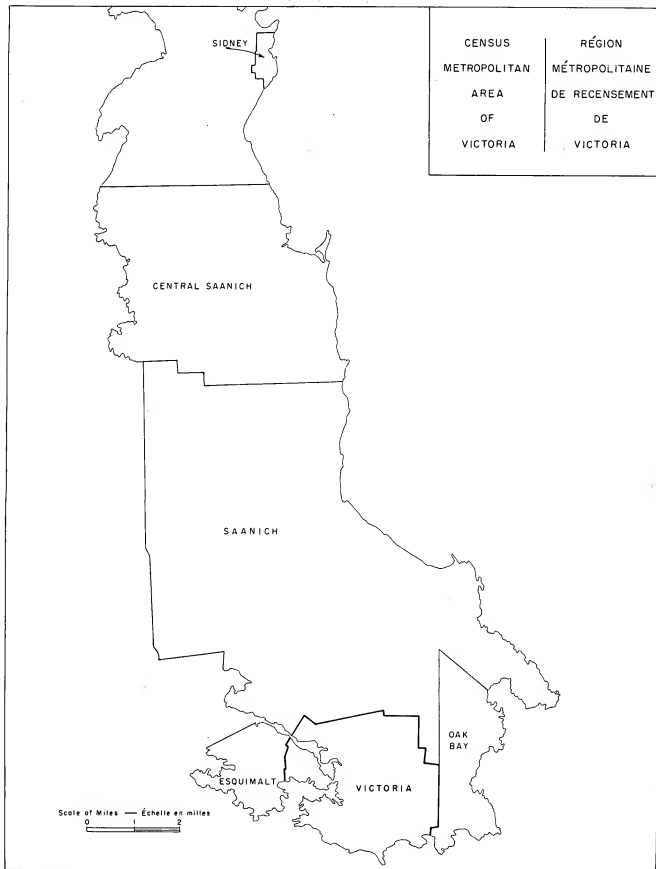 CENSUS
METROPOLITAN
AREA
OF
VICTORIA
RÉGION
MÉTROPOLITAINE
DE RECENSEMENT
DE
VICTORIA
SIDNEY
CENTRAL SAANICH
SAANICH
OAK
BAY
ESQUIMALT
VICTORIA
Scale of Miles — Échelle en milles
0 1 2